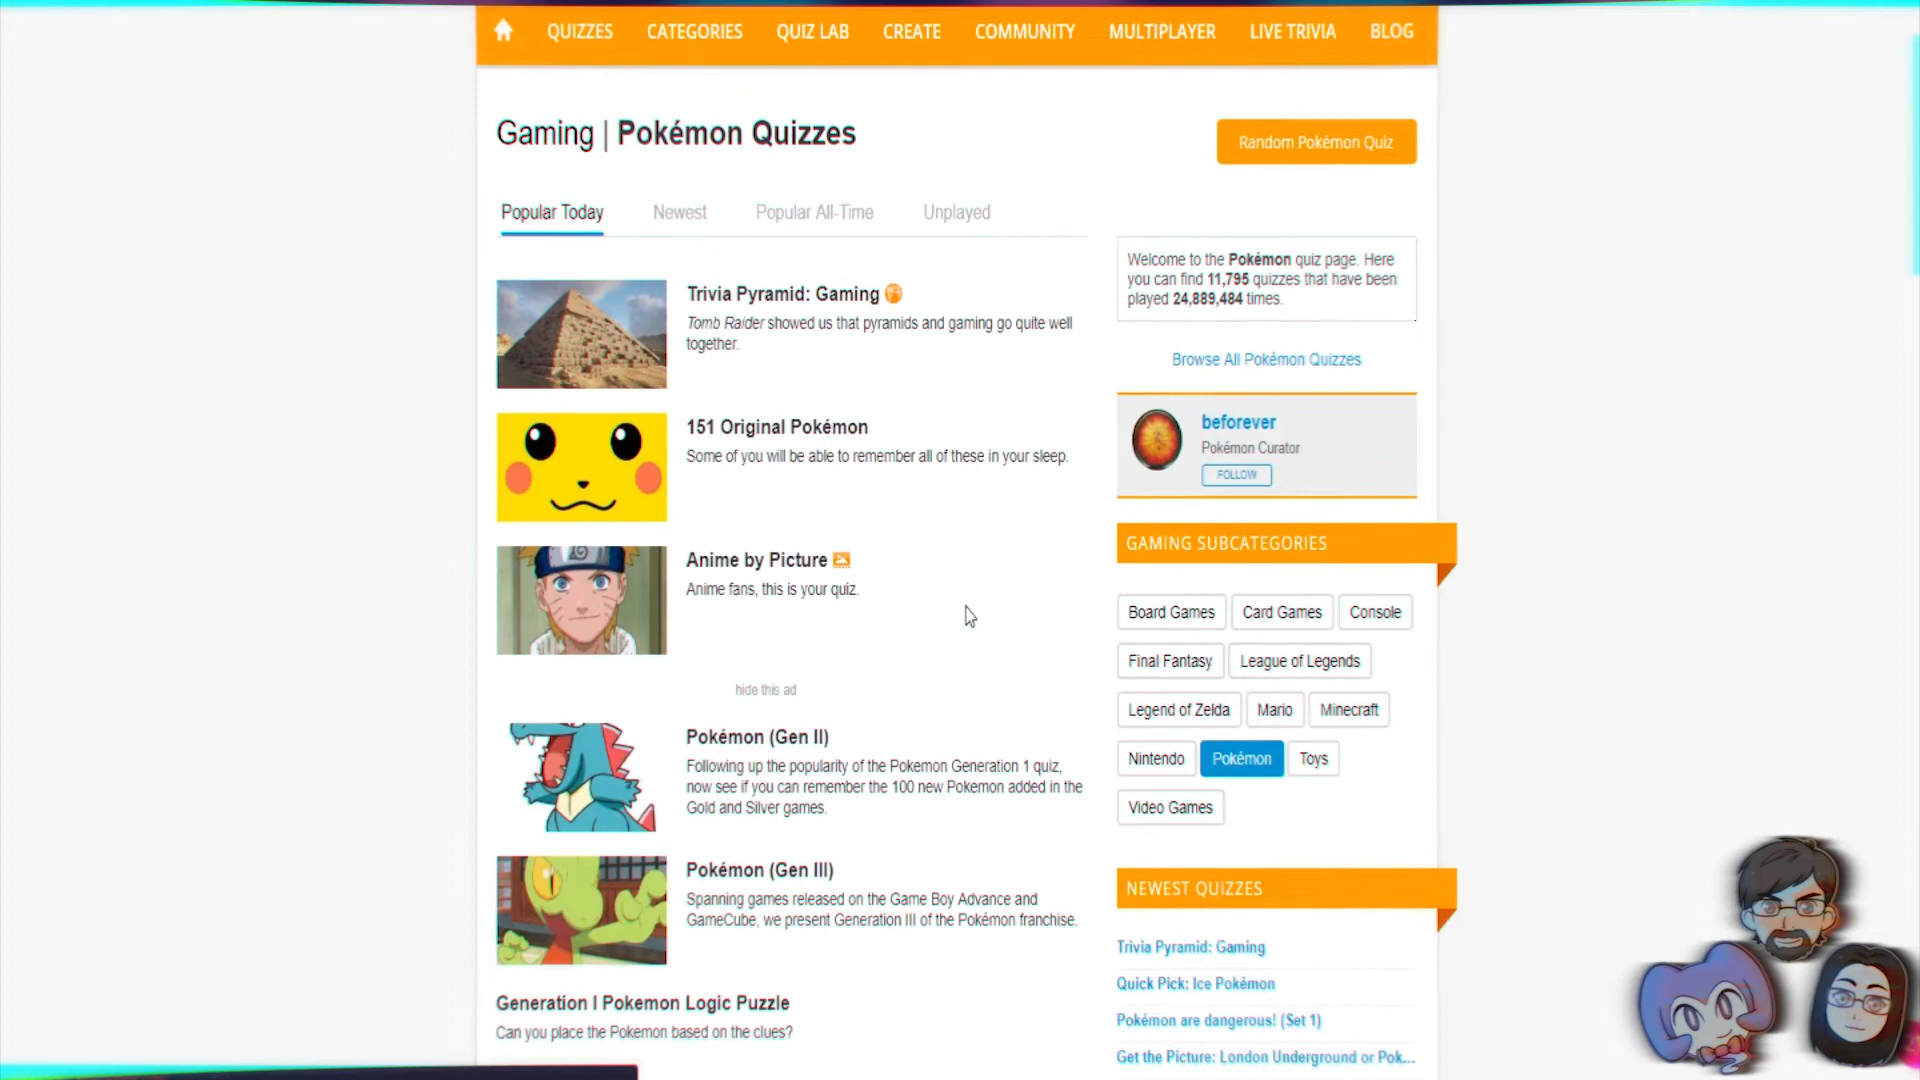 QUIZZES CATEGORIES QUIZ LAB CREATE COMMUNITY MULTIPLAYER LIVE TRIVIA BLOG
Gaming | Pokémon Quizzes
Random Pokémon Quiz
Popular Today Newest Popular All-Time Unplayed
Trivia Pyramid: Gaming
Tomb Raider showed us that pyramids and gaming go quite well
together.
151 Original Pokémon
Some of you will be able to remember all of these in your sleep.
Anime by Picture
Anime fans, this is your quiz.
hide this ad
Pokémon (Gen II)
Following up the popularity of the Pokemon Generation 1 quiz,
now see if you can remember the 100 new Pokemon added in the
Gold and Silver games.
Pokémon (Gen III)
Spanning games released on the Game Boy Advance and
GameCube, we present Generation III of the Pokémon franchise.
Generation I Pokemon Logic Puzzle
Can you place the Pokemon based on the clues?
Welcome to the Pokémon quiz page. Here
you can find 11,795 quizzes that have been
played 24,889,484 times.
Browse All Pokémon Quizzes
beforever
Pokémon Curator
FOLLOW
GAMING SUBCATEGORIES
Board Games Card Games Console
Final Fantasy League of Legends
Legend of Zelda Mario Minecraft
Nintendo Pokémon Toys
Video Games
NEWEST QUIZZES
Trivia Pyramid: Gaming
Quick Pick: Ice Pokémon
Pokémon are dangerous! (Set 1)
Get the Picture: London Underground or Pok...